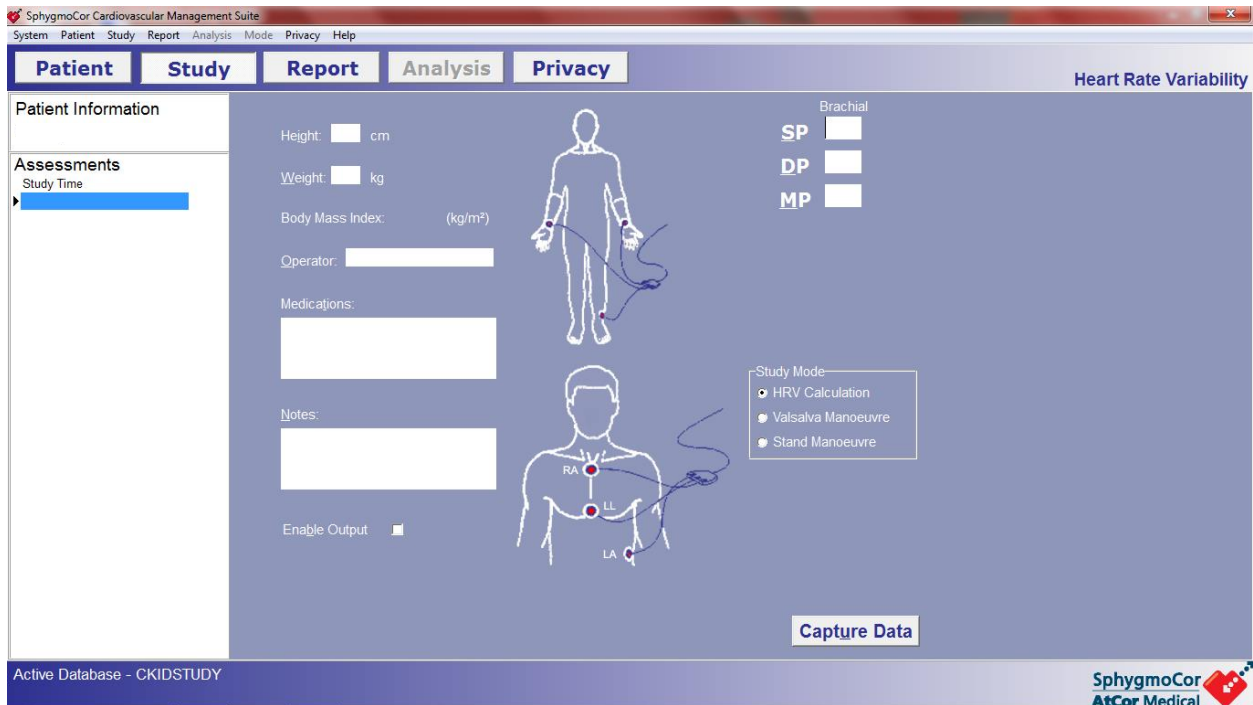 SphygmoCor Cardiovascular Management Suite
System Patient Study Report Analysis Mode Privacy Help
Patient Study Report Analysis Privacy
Heart Rate Variability
Patient Information
Assessments
Study Time
Height: cm
Weight: kg
Body Mass Index: (kg/m²)
Operator:
Medications:
Notes:
Enable Output
RA
LL
LA
Brachial
SP
DP
MP
Study Mode
HRV Calculation
Valsalva Manoeuvre
Stand Manoeuvre
Capture Data
Active Database - CKIDSTUDY
SphygmoCor
AtCor Medical